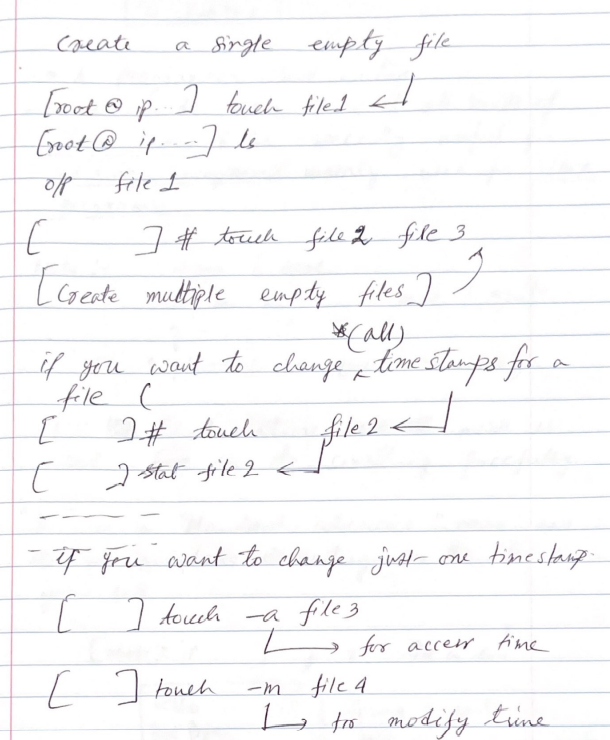 Create a single empty file
[root @ ip...] touch file1 ↵
[root @ ip.....] ls
o/p file 1
[ ] # touch file 2 file 3
[Create multiple empty files]
*(all)
if you want to change ^ timestamps for a
file (
[ ] # touch file 2 ↵
[ ] stat file 2 ↵
- if you want to change just one timestamp.
[ ] touch -a file 3
→ for access time
[ ] touch -m file 4
→ for modify time